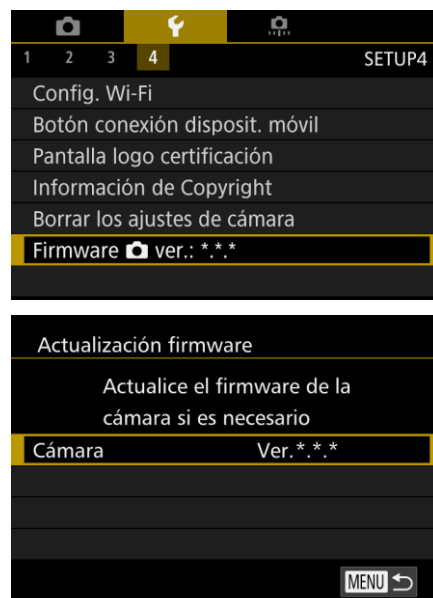 1 2 3 4 SETUP4
Config. Wi-Fi
Botón conexión disposit. móvil
Pantalla logo certificación
Información de Copyright
Borrar los ajustes de cámara
Firmware ver.: *.*.*
Actualización firmware
Actualice el firmware de la
cámara si es necesario
Cámara Ver.*.*.*
MENU